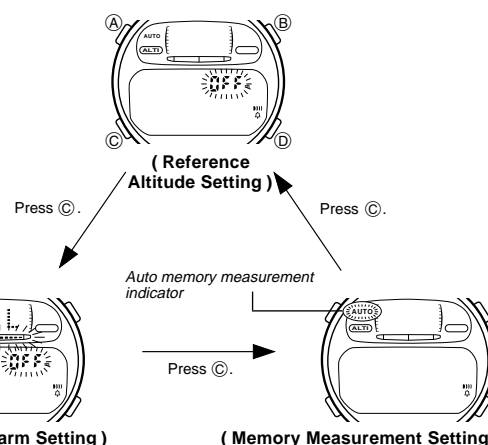 Ⓐ
Ⓑ
AUTO
ALTI
OFF
Ⓒ
Ⓓ
( Reference
Altitude Setting )
Press Ⓒ.
Press Ⓒ.
Auto memory measurement
indicator
AUTO
ALTI
OFF
Press Ⓒ.
arm Setting )
( Memory Measurement Setting